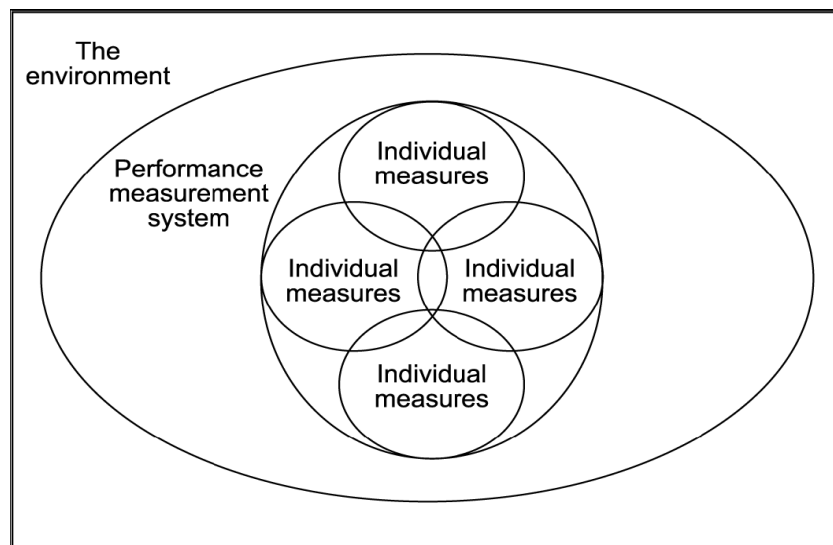 The
environment
Performance
measurement
system
Individual
measures
Individual
measures
Individual
measures
Individual
measures